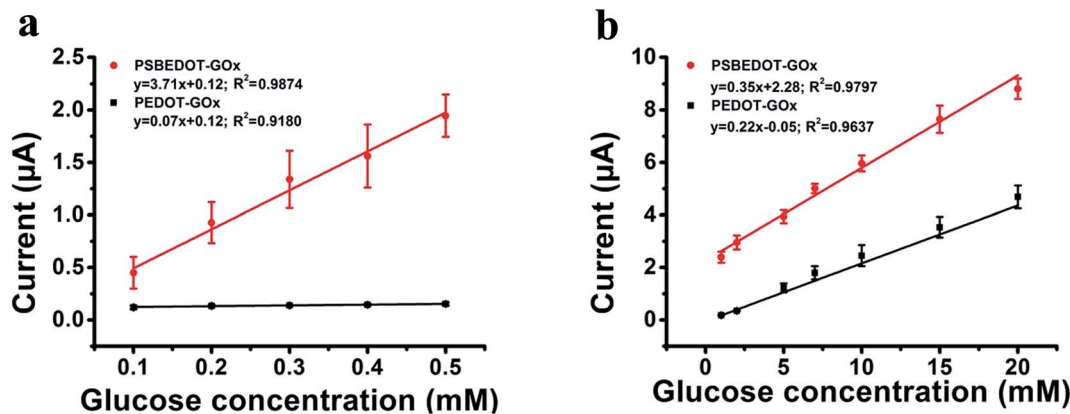 a
2.5
2.0
1.5
1.0
0.5
0.0
Current (µA)
PSBEDOT-GOx
y=3.71x+0.12; R²=0.9874
PEDOT-GOx
y=0.07x+0.12; R²=0.9180
0.1 0.2 0.3 0.4 0.5
Glucose concentration (mM)
b
10
8
6
4
2
0
Current (µA)
PSBEDOT-GOx
y=0.35x+2.28; R²=0.9797
PEDOT-GOx
y=0.22x-0.05; R²=0.9637
0 5 10 15 20
Glucose concentration (mM)